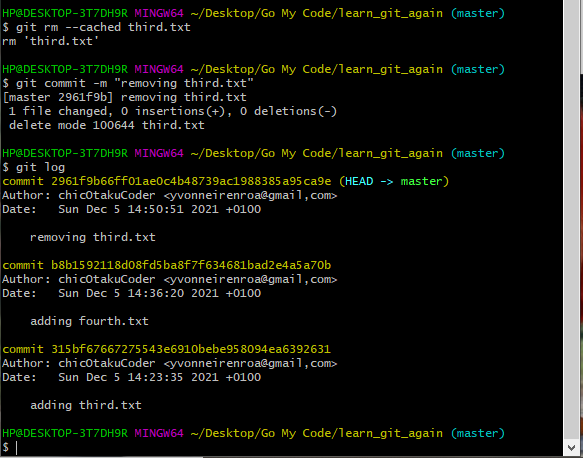 HP@DESKTOP-3T7DH9R MINGW64 ~/Desktop/Go My Code/learn_git_again (master)
$ git rm --cached third.txt
rm 'third.txt'
HP@DESKTOP-3T7DH9R MINGW64 ~/Desktop/Go My Code/learn_git_again (master)
$ git commit -m "removing third.txt"
[master 2961f9b] removing third.txt
 1 file changed, 0 insertions(+), 0 deletions(-)
 delete mode 100644 third.txt
HP@DESKTOP-3T7DH9R MINGW64 ~/Desktop/Go My Code/learn_git_again (master)
$ git log
commit 2961f9b66ff01ae0c4b48739ac1988385a95ca9e (HEAD -> master)
Author: chicOtakuCoder <yvonneirenroa@gmail,com>
Date:   Sun Dec 5 14:50:51 2021 +0100
    removing third.txt
commit b8b1592118d08fd5ba8f7f634681bad2e4a5a70b
Author: chicOtakuCoder <yvonneirenroa@gmail,com>
Date:   Sun Dec 5 14:36:20 2021 +0100
    adding fourth.txt
commit 315bf67667275543e6910bebe958094ea6392631
Author: chicOtakuCoder <yvonneirenroa@gmail,com>
Date:   Sun Dec 5 14:23:35 2021 +0100
    adding third.txt
HP@DESKTOP-3T7DH9R MINGW64 ~/Desktop/Go My Code/learn_git_again (master)
$